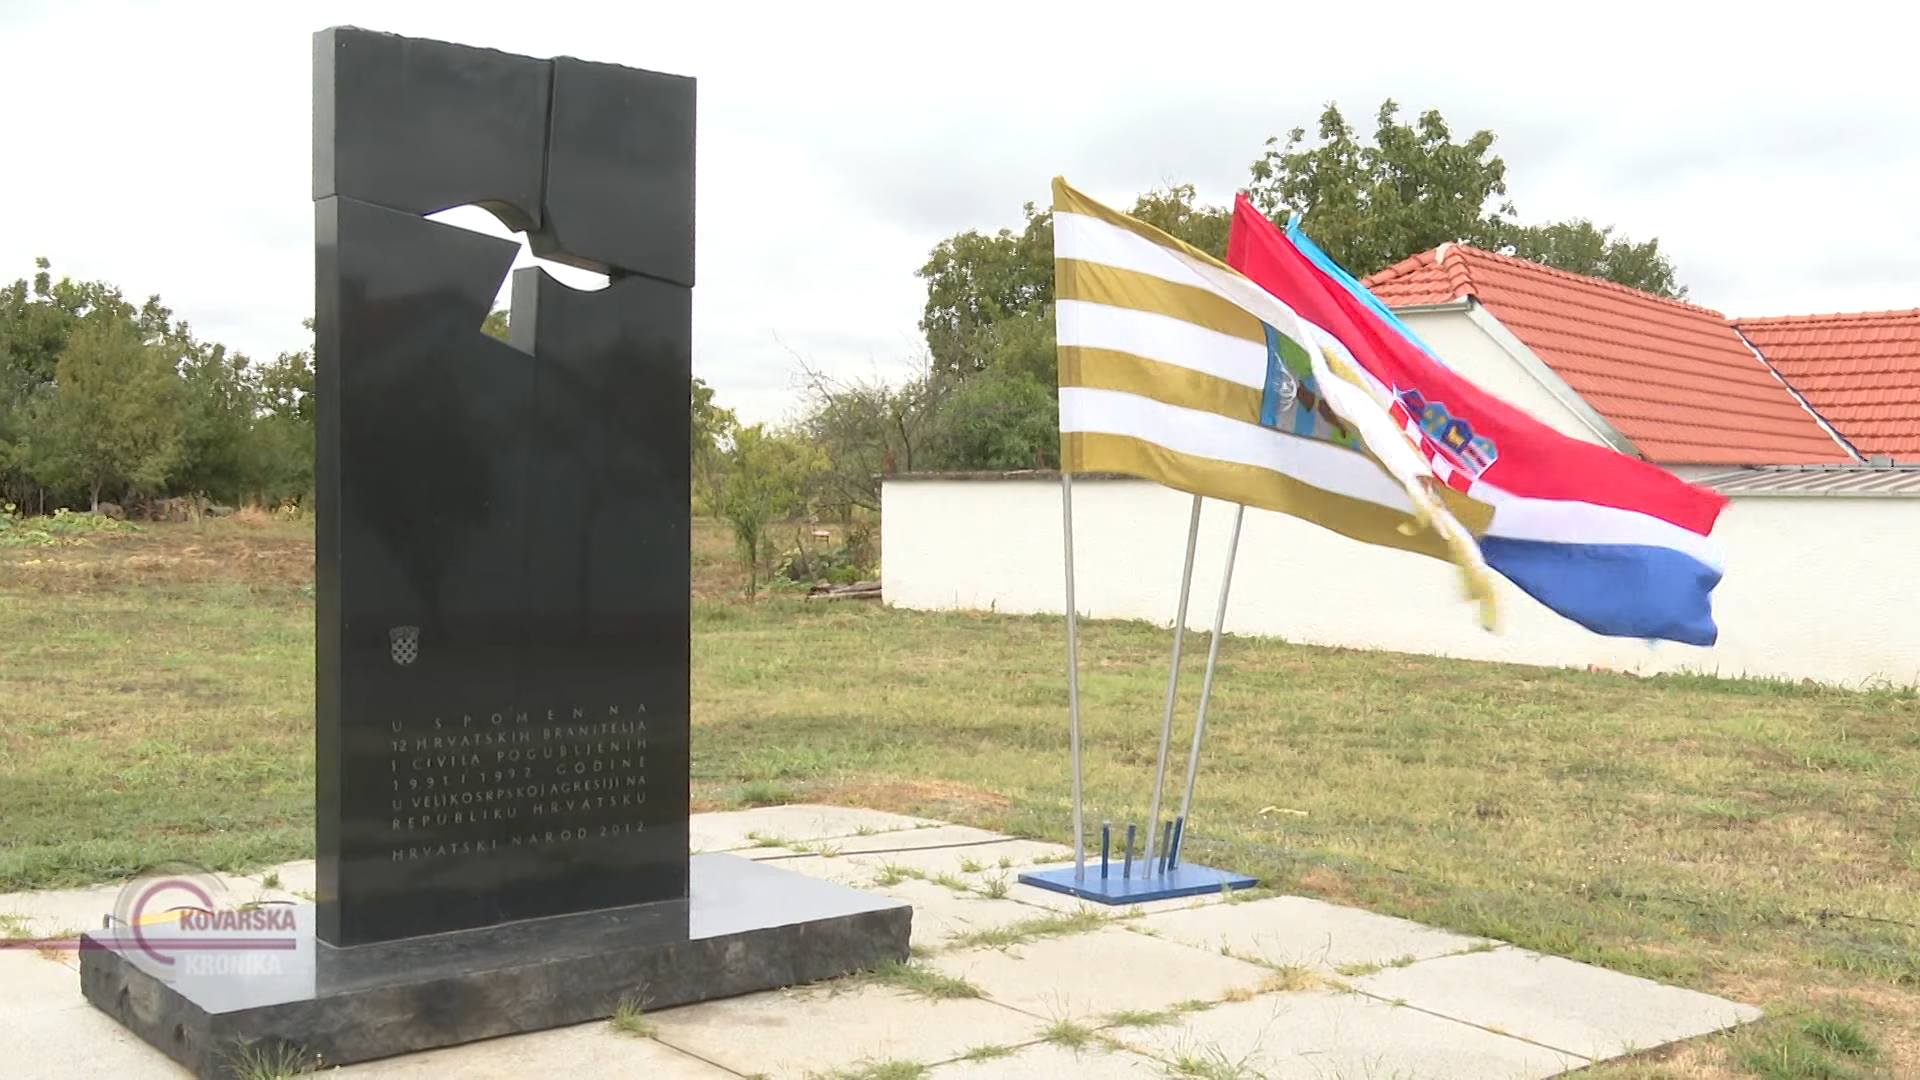 U SPOMEN NA
12 HRVATSKIH BRANITELJA
I CIVILA POGUBLJENIH
1991 I 1992 GODINE
U VELIKOSRPSKOJ AGRESIJI NA
REPUBLIKU HRVATSKU
HRVATSKI NAROD 2012
KOVARSKA
KRONIKA